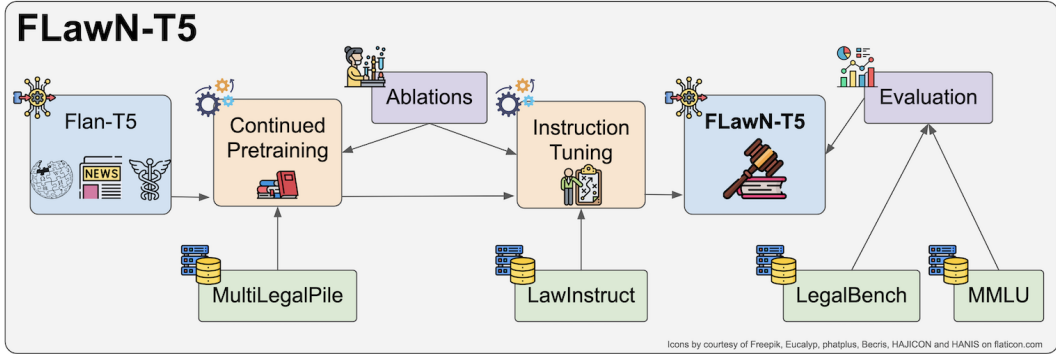 FLawN-T5
Flan-T5
NEWS
Continued
Pretraining
Ablations
Instruction
Tuning
FLawN-T5
Evaluation
MultiLegalPile
LawInstruct
LegalBench
MMLU
Icons by courtesy of Freepik, Eucalyp, phatplus, Becris, HAJICON and HANIS on flaticon.com